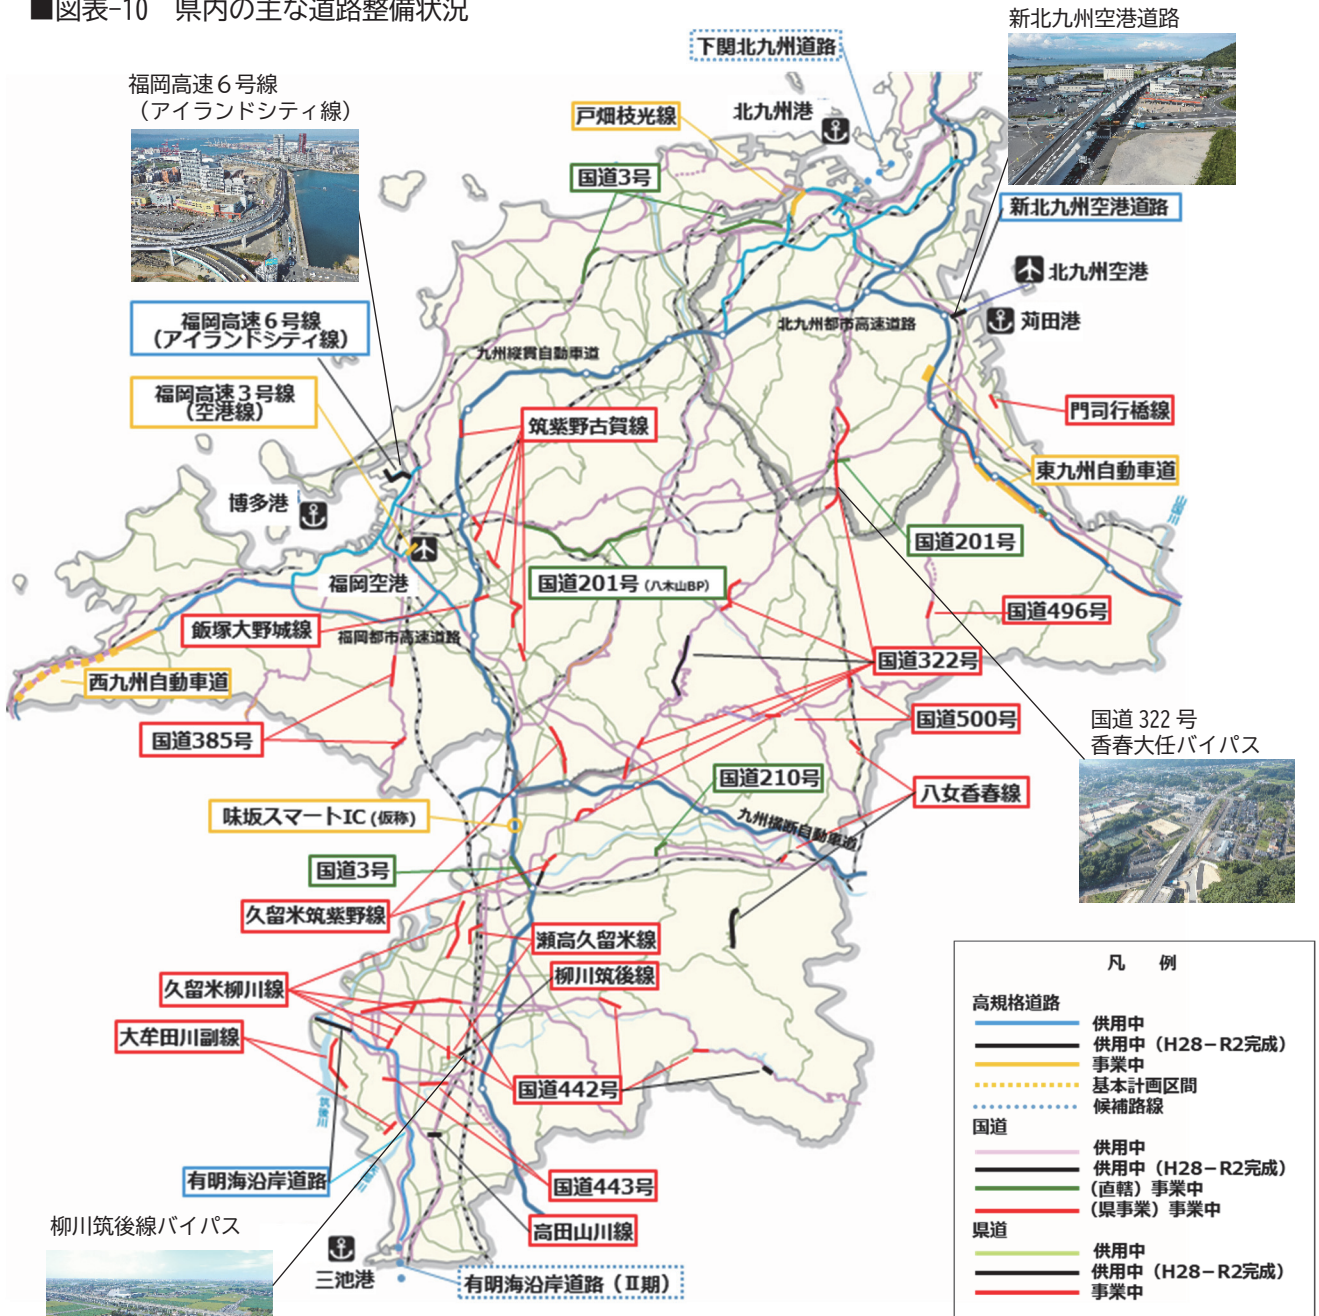 ■図表-10　県内の主な道路整備状況
新北九州空港道路
下関北九州道路
福岡高速６号線
（アイランドシティ線）
北九州港
戸畑枝光線
国道3号
新北九州空港道路
北九州空港
福岡高速６号線
（アイランドシティ線）
苅田港
北九州都市高速道路
九州縦貫自動車道
福岡高速３号線
（空港線）
筑紫野古賀線
門司行橋線
東九州自動車道
博多港
国道201号
福岡空港
国道201号（八木山BP）
国道496号
飯塚大野城線
福岡都市高速道路
国道322号
西九州自動車道
国道500号
国道 322 号
香春大任バイパス
国道385号
国道210号
八女香春線
味坂スマートIC（仮称）
九州横断自動車道
国道3号
久留米筑紫野線
瀬高久留米線
柳川筑後線
久留米柳川線
大牟田川副線
国道442号
筑後川
有明海沿岸道路
国道443号
柳川筑後線バイパス
高田山川線
三池港
有明海沿岸道路（Ⅱ期）
凡　例
高規格道路
供用中
供用中（H28－R2完成）
事業中
基本計画区間
候補路線
国道
供用中
供用中（H28－R2完成）
（直轄）事業中
（県事業）事業中
県道
供用中
供用中（H28－R2完成）
事業中